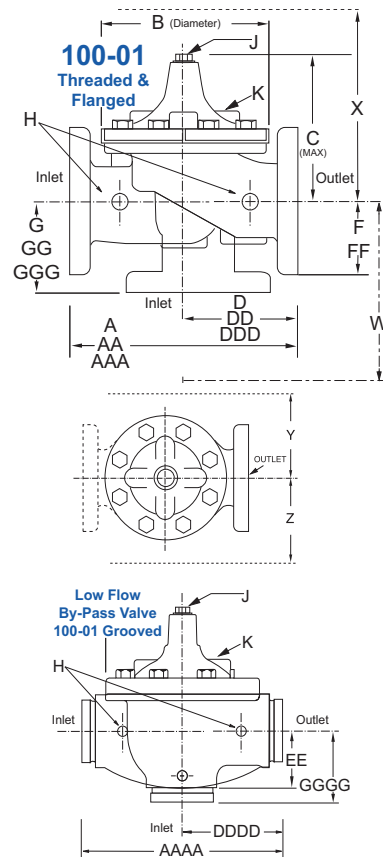 B (Diameter)
J
100-01
Threaded &
Flanged
K
X
H
C
(MAX)
Inlet
Outlet
G
GG
GGG
F
FF
Inlet
D
DD
DDD
A
AA
AAA
W
Y
OUTLET
Z
Low Flow
By-Pass Valve
100-01 Grooved
J
K
H
Inlet
Outlet
EE
GGGG
Inlet
DDDD
AAAA